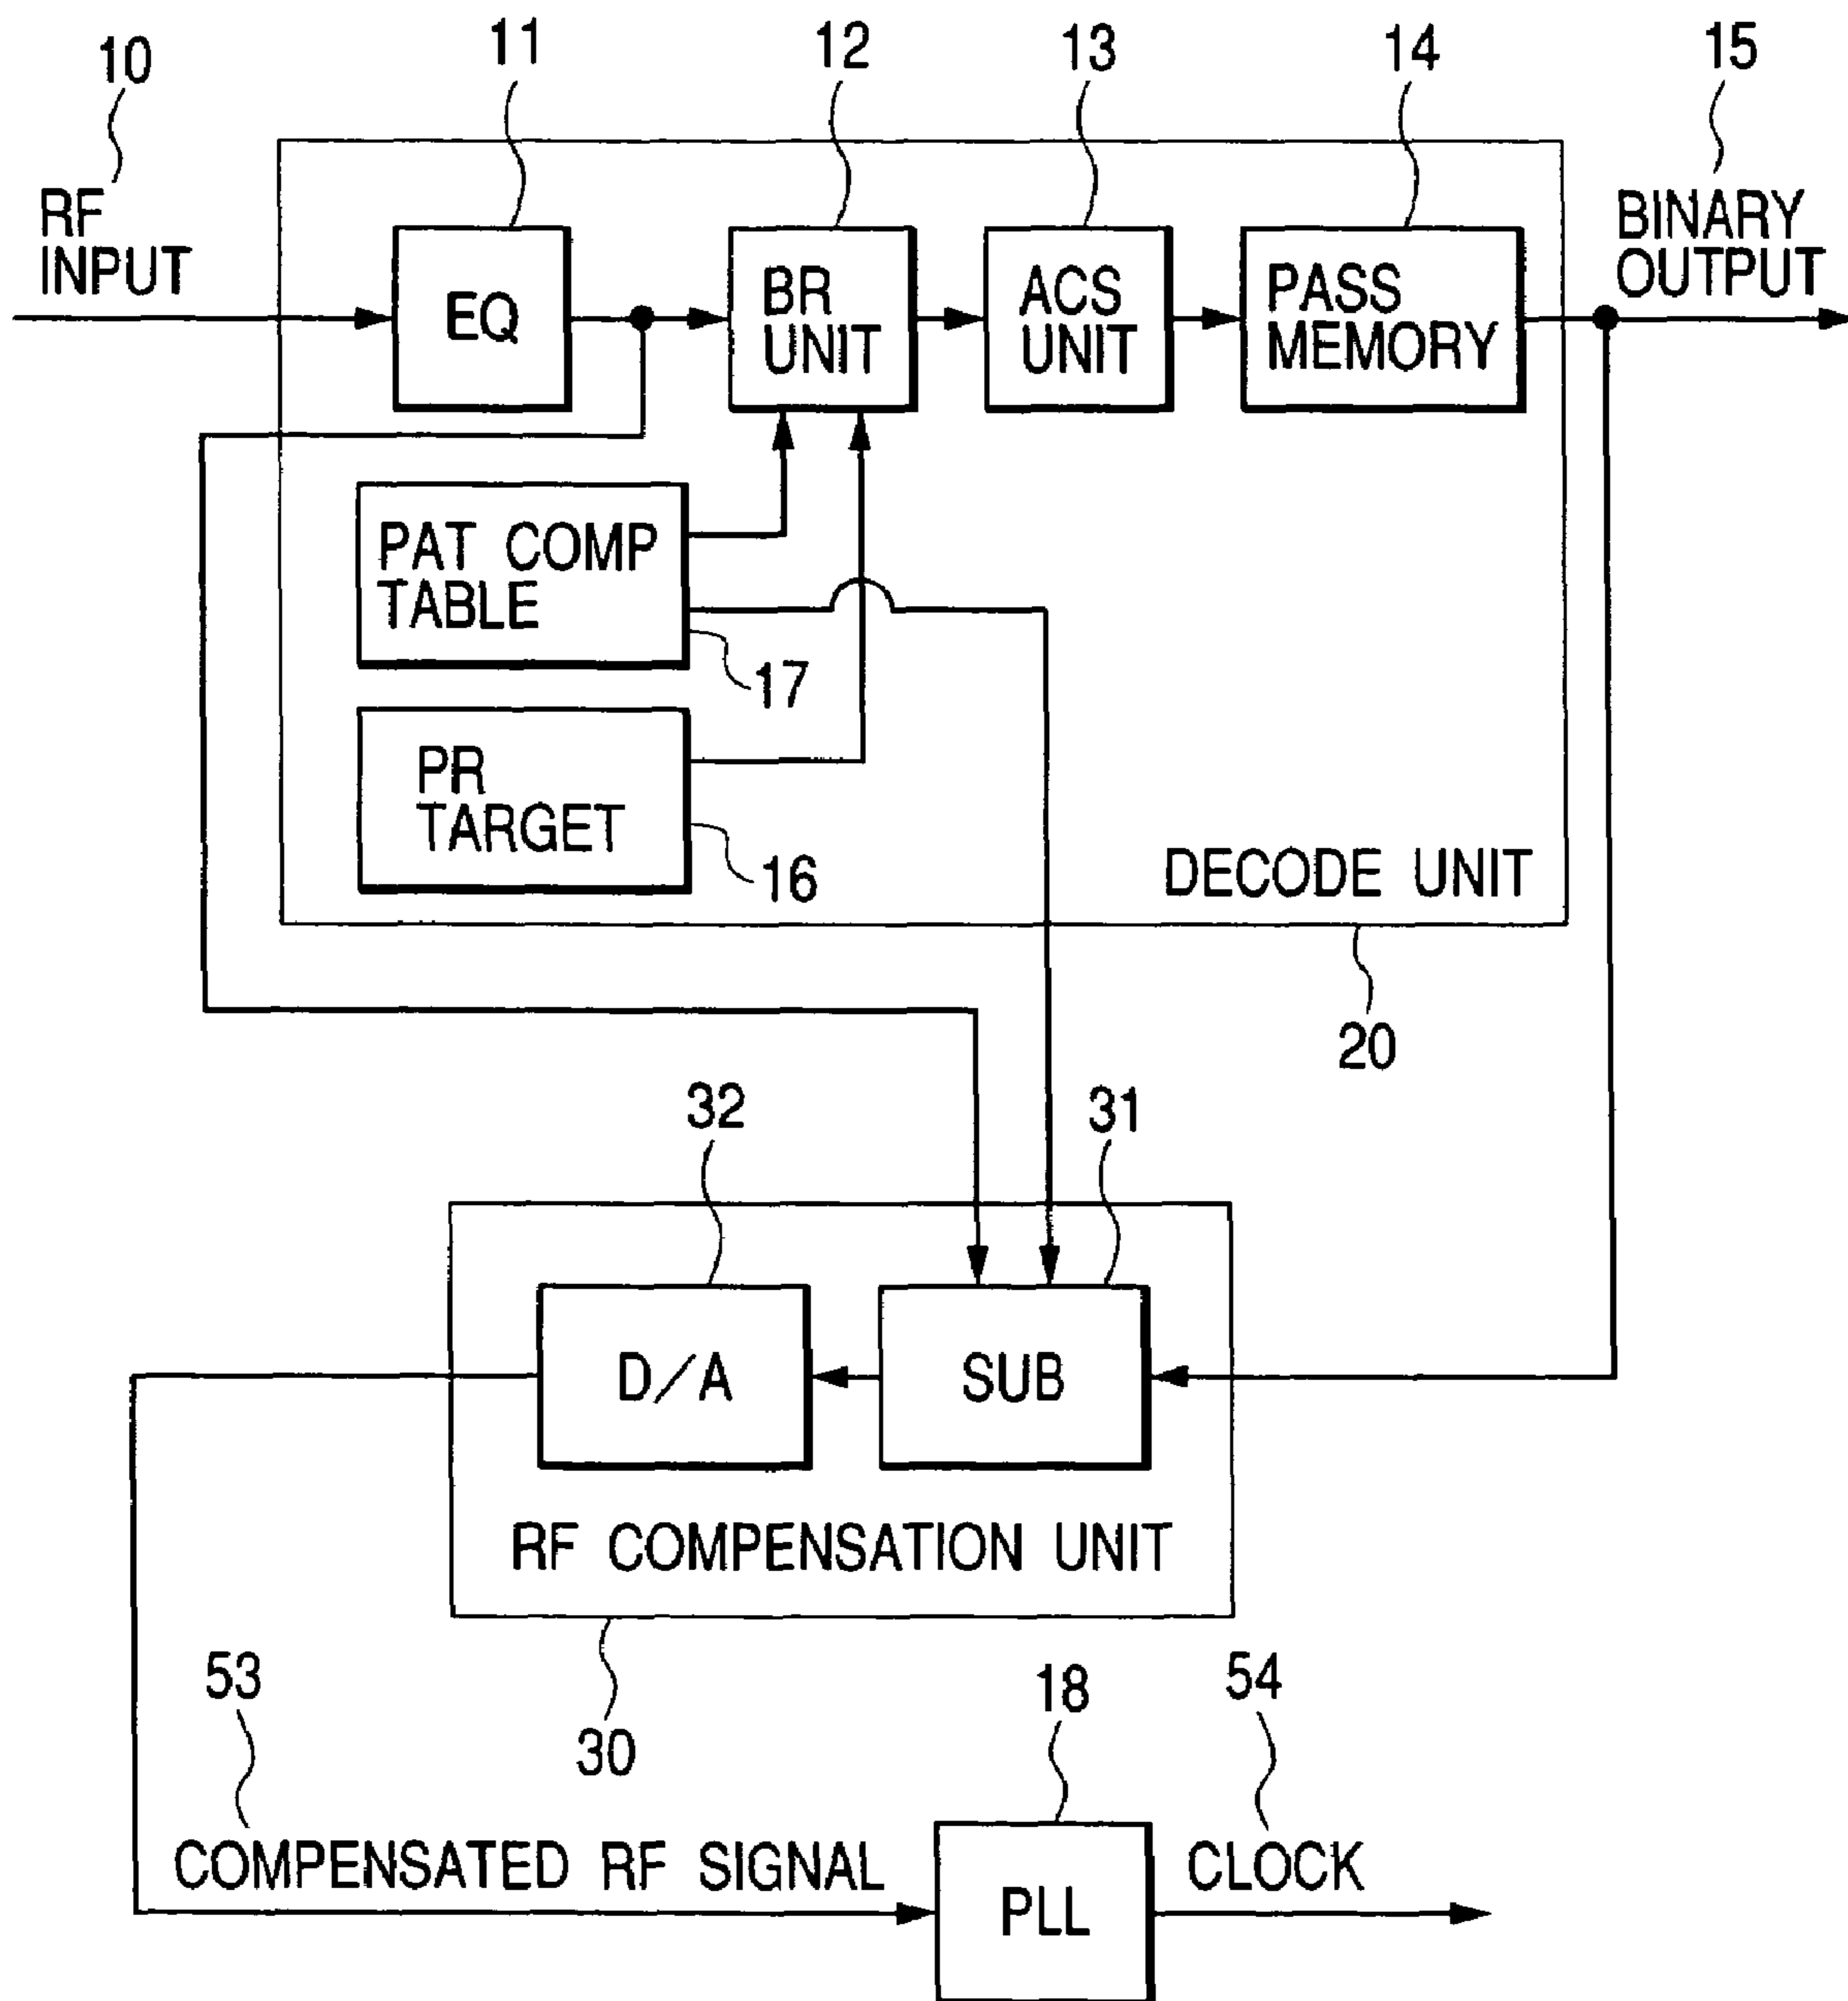 10
11
12
13
14
15
RF
INPUT
EQ
BR
UNIT
ACS
UNIT
PASS
MEMORY
BINARY
OUTPUT
PAT COMP
TABLE
17
PR
TARGET
16
DECODE UNIT
20
32
31
D/A
SUB
RF COMPENSATION UNIT
30
53
18
54
COMPENSATED RF SIGNAL
PLL
CLOCK